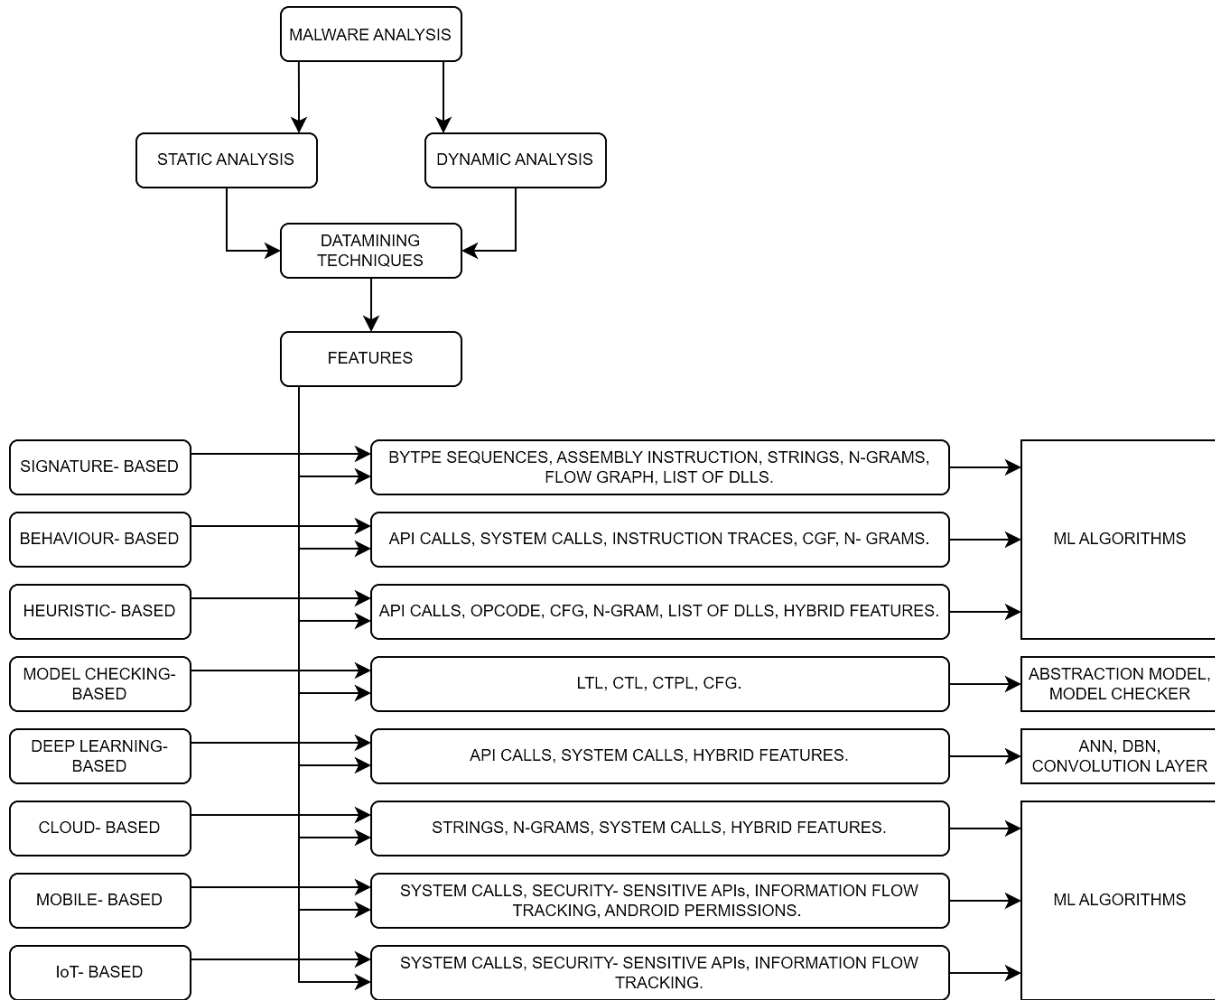 MALWARE ANALYSIS
STATIC ANALYSIS
DYNAMIC ANALYSIS
DATAMINING
TECHNIQUES
FEATURES
SIGNATURE- BASED
BYTPE SEQUENCES, ASSEMBLY INSTRUCTION, STRINGS, N-GRAMS,
FLOW GRAPH, LIST OF DLLS.
BEHAVIOUR- BASED
API CALLS, SYSTEM CALLS, INSTRUCTION TRACES, CGF, N- GRAMS.
ML ALGORITHMS
HEURISTIC- BASED
API CALLS, OPCODE, CFG, N-GRAM, LIST OF DLLS, HYBRID FEATURES.
MODEL CHECKING-
BASED
LTL, CTL, CTPL, CFG.
ABSTRACTION MODEL,
MODEL CHECKER
DEEP LEARNING-
BASED
API CALLS, SYSTEM CALLS, HYBRID FEATURES.
ANN, DBN,
CONVOLUTION LAYER
CLOUD- BASED
STRINGS, N-GRAMS, SYSTEM CALLS, HYBRID FEATURES.
MOBILE- BASED
SYSTEM CALLS, SECURITY- SENSITIVE APIs, INFORMATION FLOW
TRACKING, ANDROID PERMISSIONS.
ML ALGORITHMS
IoT- BASED
SYSTEM CALLS, SECURITY- SENSITIVE APIs, INFORMATION FLOW
TRACKING.